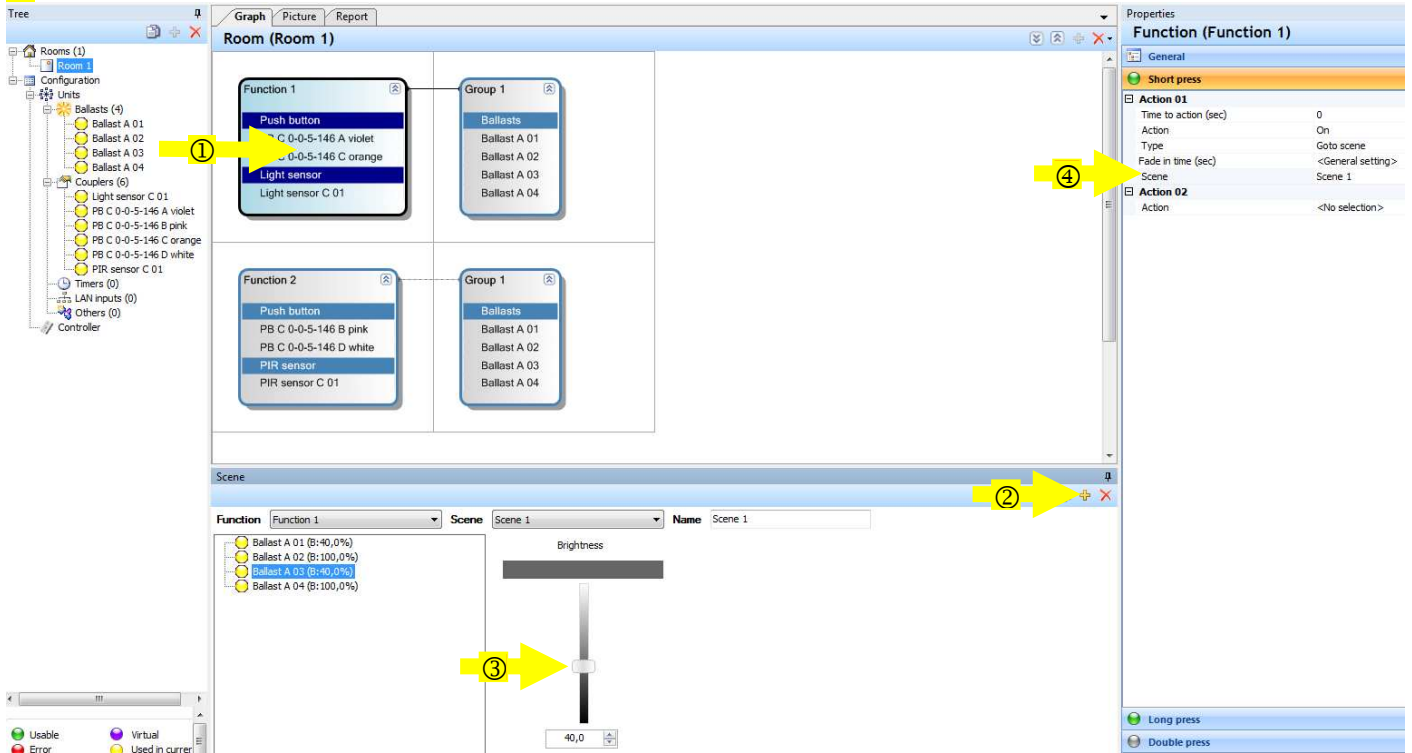 Tree
Rooms (1)
Room 1
Configuration
Units
Ballasts (4)
Ballast A 01
Ballast A 02
Ballast A 03
Ballast A 04
Couplers (6)
Light sensor C 01
PB C 0-0-5-146 A violet
PB C 0-0-5-146 B pink
PB C 0-0-5-146 C orange
PB C 0-0-5-146 D white
PIR sensor C 01
Timers (0)
LAN inputs (0)
Others (0)
Controller
Usable Virtual
Error Used in curren
Graph Picture Report
Room (Room 1)
Function 1
Push button
C 0-0-5-146 A violet
C 0-0-5-146 C orange
Light sensor
Light sensor C 01
①
Group 1
Ballasts
Ballast A 01
Ballast A 02
Ballast A 03
Ballast A 04
Function 2
Push button
PB C 0-0-5-146 B pink
PB C 0-0-5-146 D white
PIR sensor
PIR sensor C 01
Group 1
Ballasts
Ballast A 01
Ballast A 02
Ballast A 03
Ballast A 04
Scene
②
Function Function 1 Scene Scene 1 Name Scene 1
Ballast A 01 (B:40,0%)
Ballast A 02 (B:100,0%)
Ballast A 03 (B:40,0%)
Ballast A 04 (B:100,0%)
Brightness
③
40,0
Properties
Function (Function 1)
General
Short press
Action 01
Time to action (sec) 0
Action On
Type Goto scene
Fade in time (sec) <General setting>
④
Scene Scene 1
Action 02
Action <No selection>
Long press
Double press